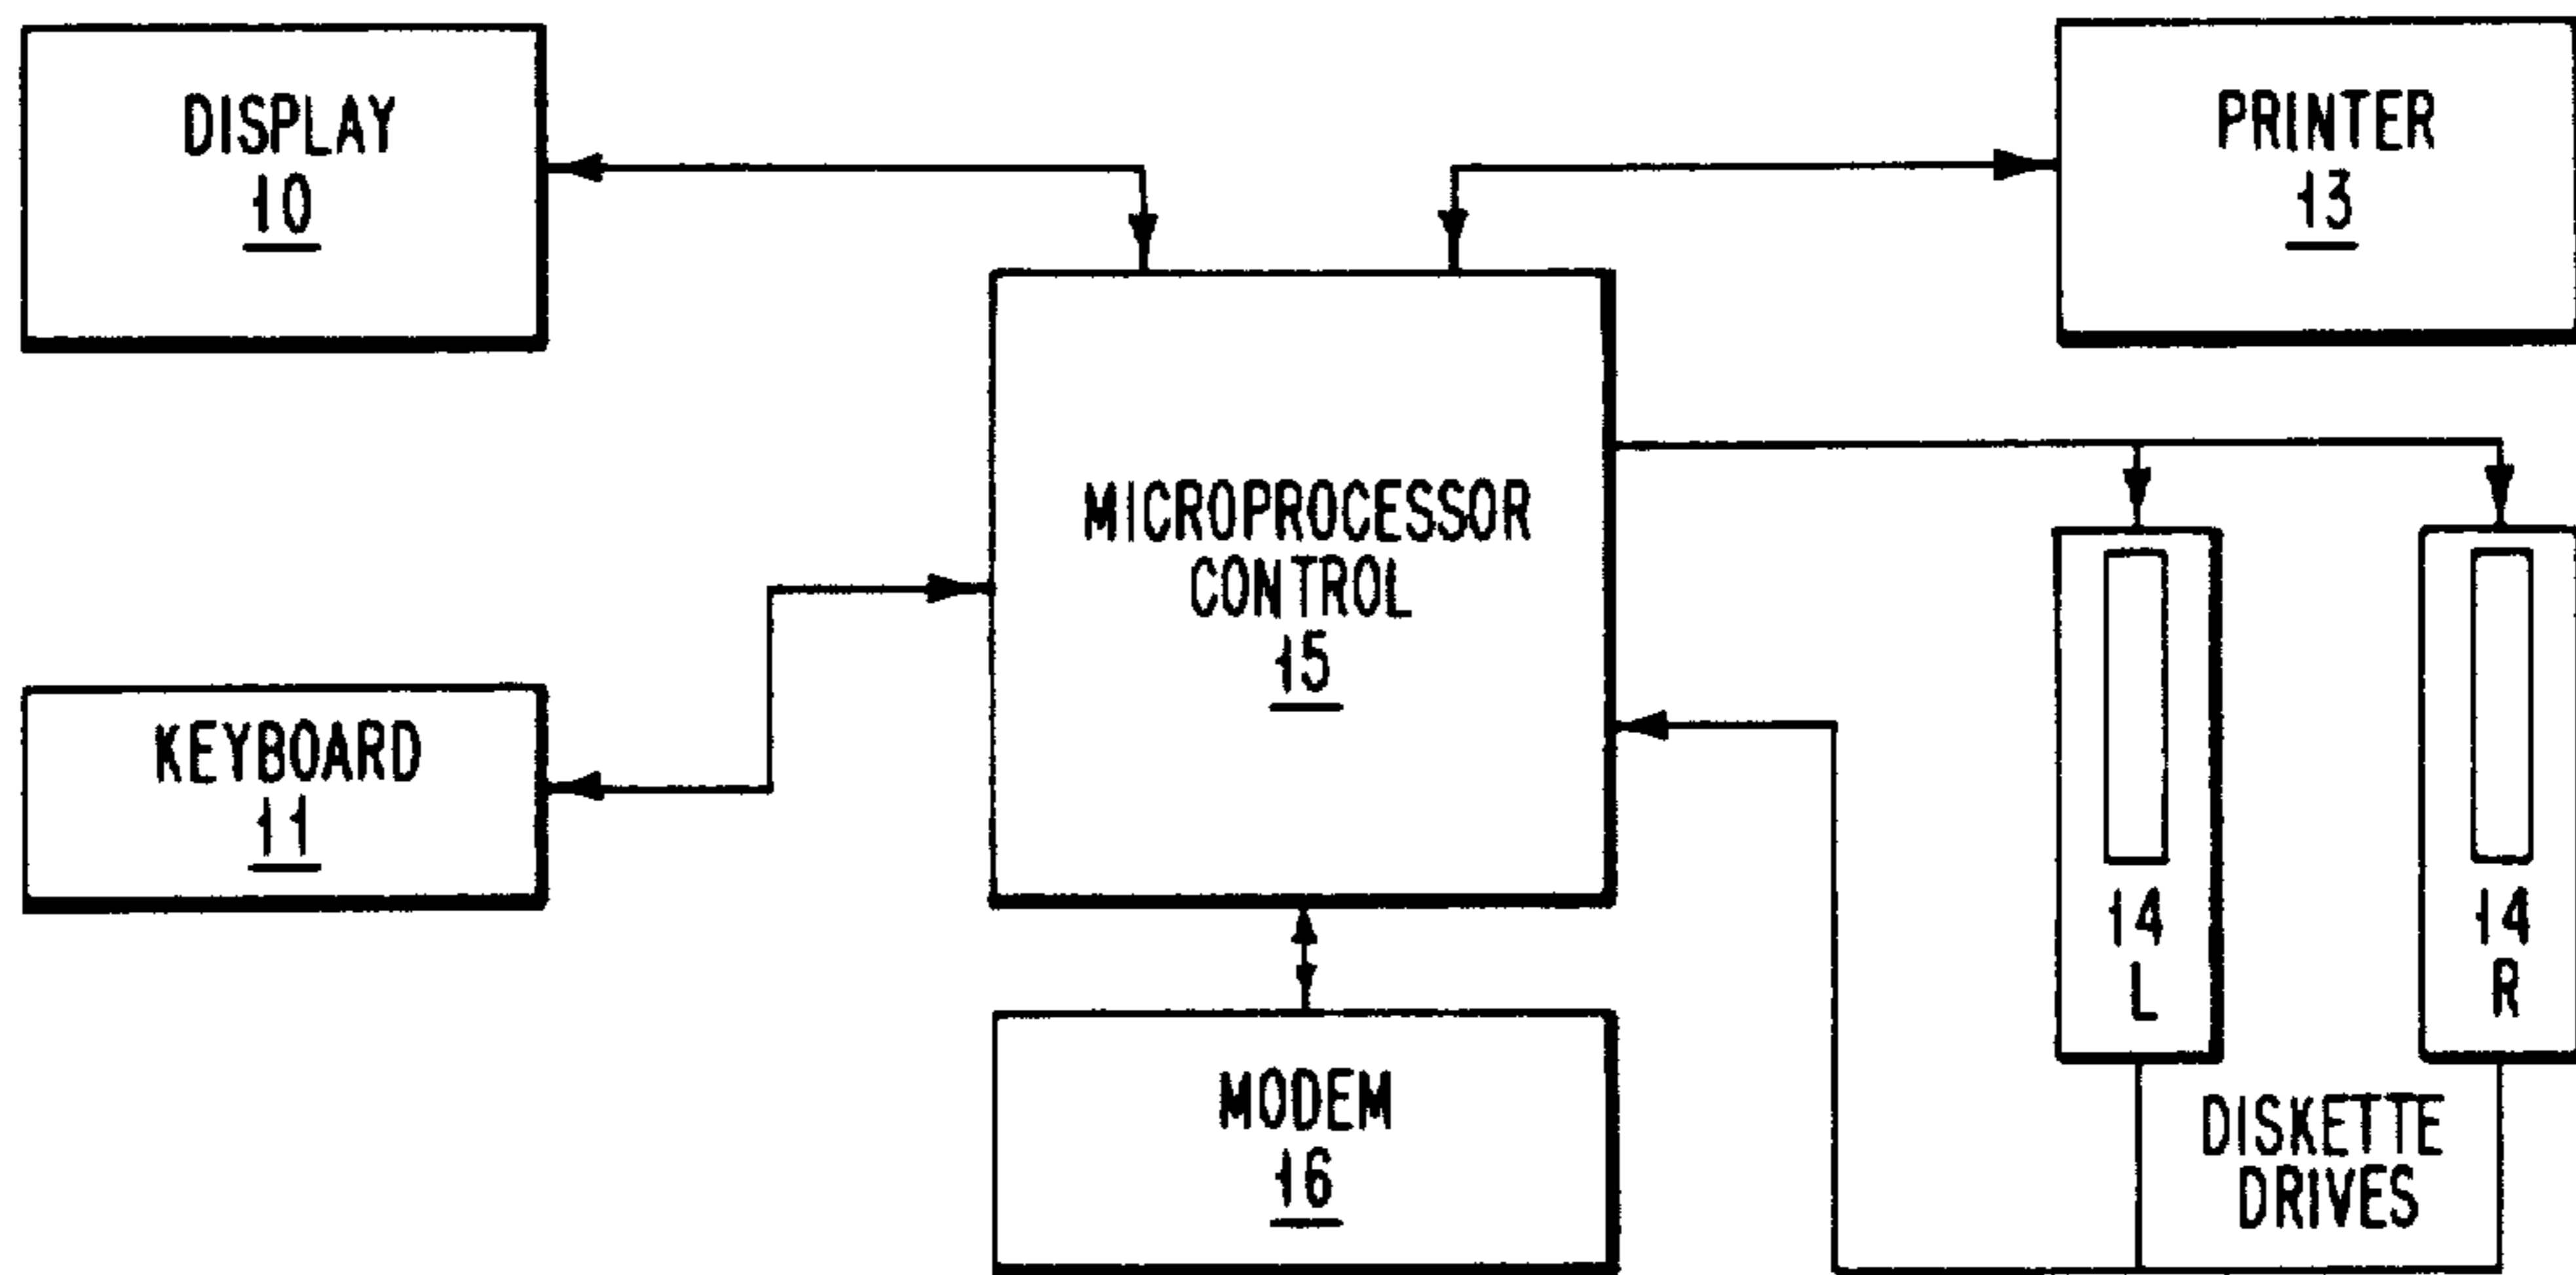 DISPLAY
10
PRINTER
13
MICROPROCESSOR
CONTROL
15
KEYBOARD
11
14
L
14
R
MODEM
16
DISKETTE
DRIVES